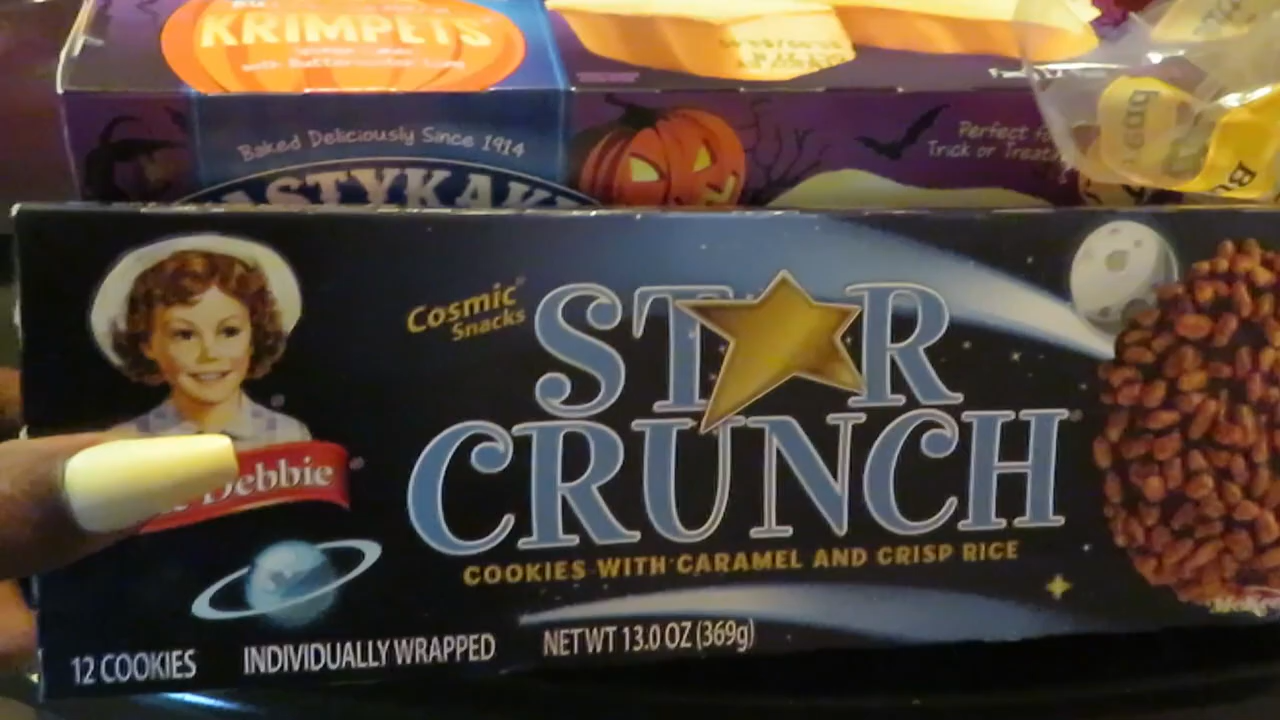 KRIMPETS
Baked Deliciously Since 1914
Perfect
Trick or
Cosmic
Snacks
STAR
CRUNCH
Debbie
COOKIES WITH CARAMEL AND CRISP RICE
12 COOKIES
INDIVIDUALLY WRAPPED
NET WT 13.0 OZ (369g)